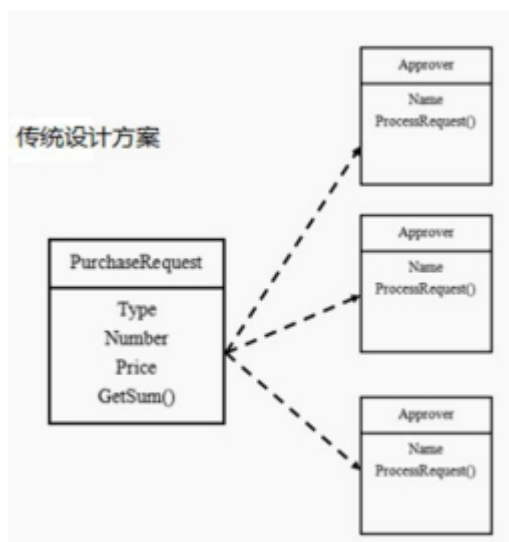 传统设计方案
PurchaseRequest
Type
Number
Price
GetSum()
Approver
Name
ProcessRequest()
Approver
Name
ProcessRequest()
Approver
Name
ProcessRequest()